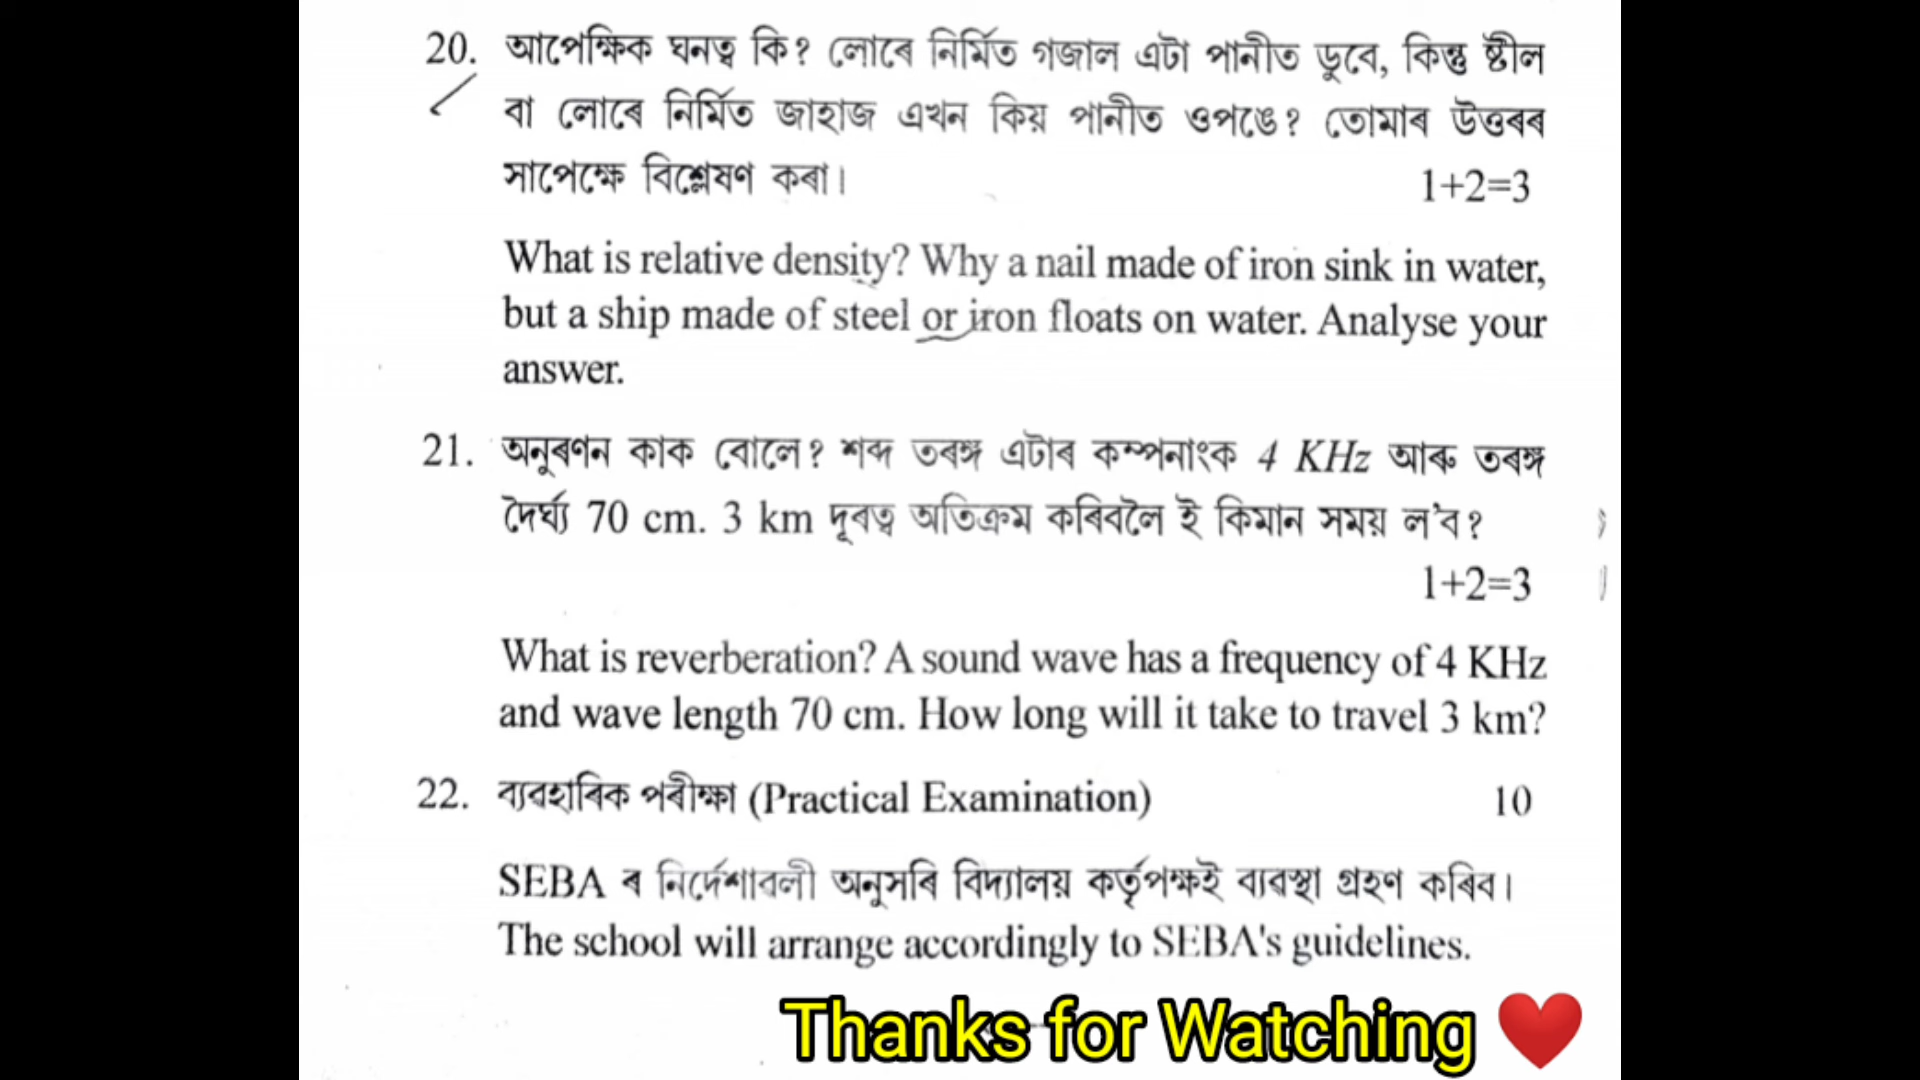 20. আপেক্ষিক ঘনত্ব কি? লোৰে নিৰ্মিত গজাল এটা পানীত ডুবে, কিন্তু ষ্টীল
বা লোৰে নিৰ্মিত জাহাজ এখন কিয় পানীত ওপঙে? তোমাৰ উত্তৰৰ
সাপেক্ষে বিশ্লেষণ কৰা।
1+2=3
What is relative density? Why a nail made of iron sink in water,
but a ship made of steel or iron floats on water. Analyse your
answer.
21. অনুৰণন কাক বোলে? শব্দ তৰঙ্গ এটাৰ কম্পনাংক 4 KHz আৰু তৰঙ্গ
দৈৰ্ঘ্য 70 cm. 3 km দূৰত্ব অতিক্ৰম কৰিবলৈ ই কিমান সময় ল'ব?
1+2=3
What is reverberation? A sound wave has a frequency of 4 KHz
and wave length 70 cm. How long will it take to travel 3 km?
22. ব্যবহাৰিক পৰীক্ষা (Practical Examination) 10
SEBA ৰ নিৰ্দেশাবলী অনুসৰি বিদ্যালয় কৰ্তৃপক্ষই ব্যৱস্থা গ্ৰহণ কৰিব।
The school will arrange accordingly to SEBA's guidelines.
Thanks for Watching ❤️